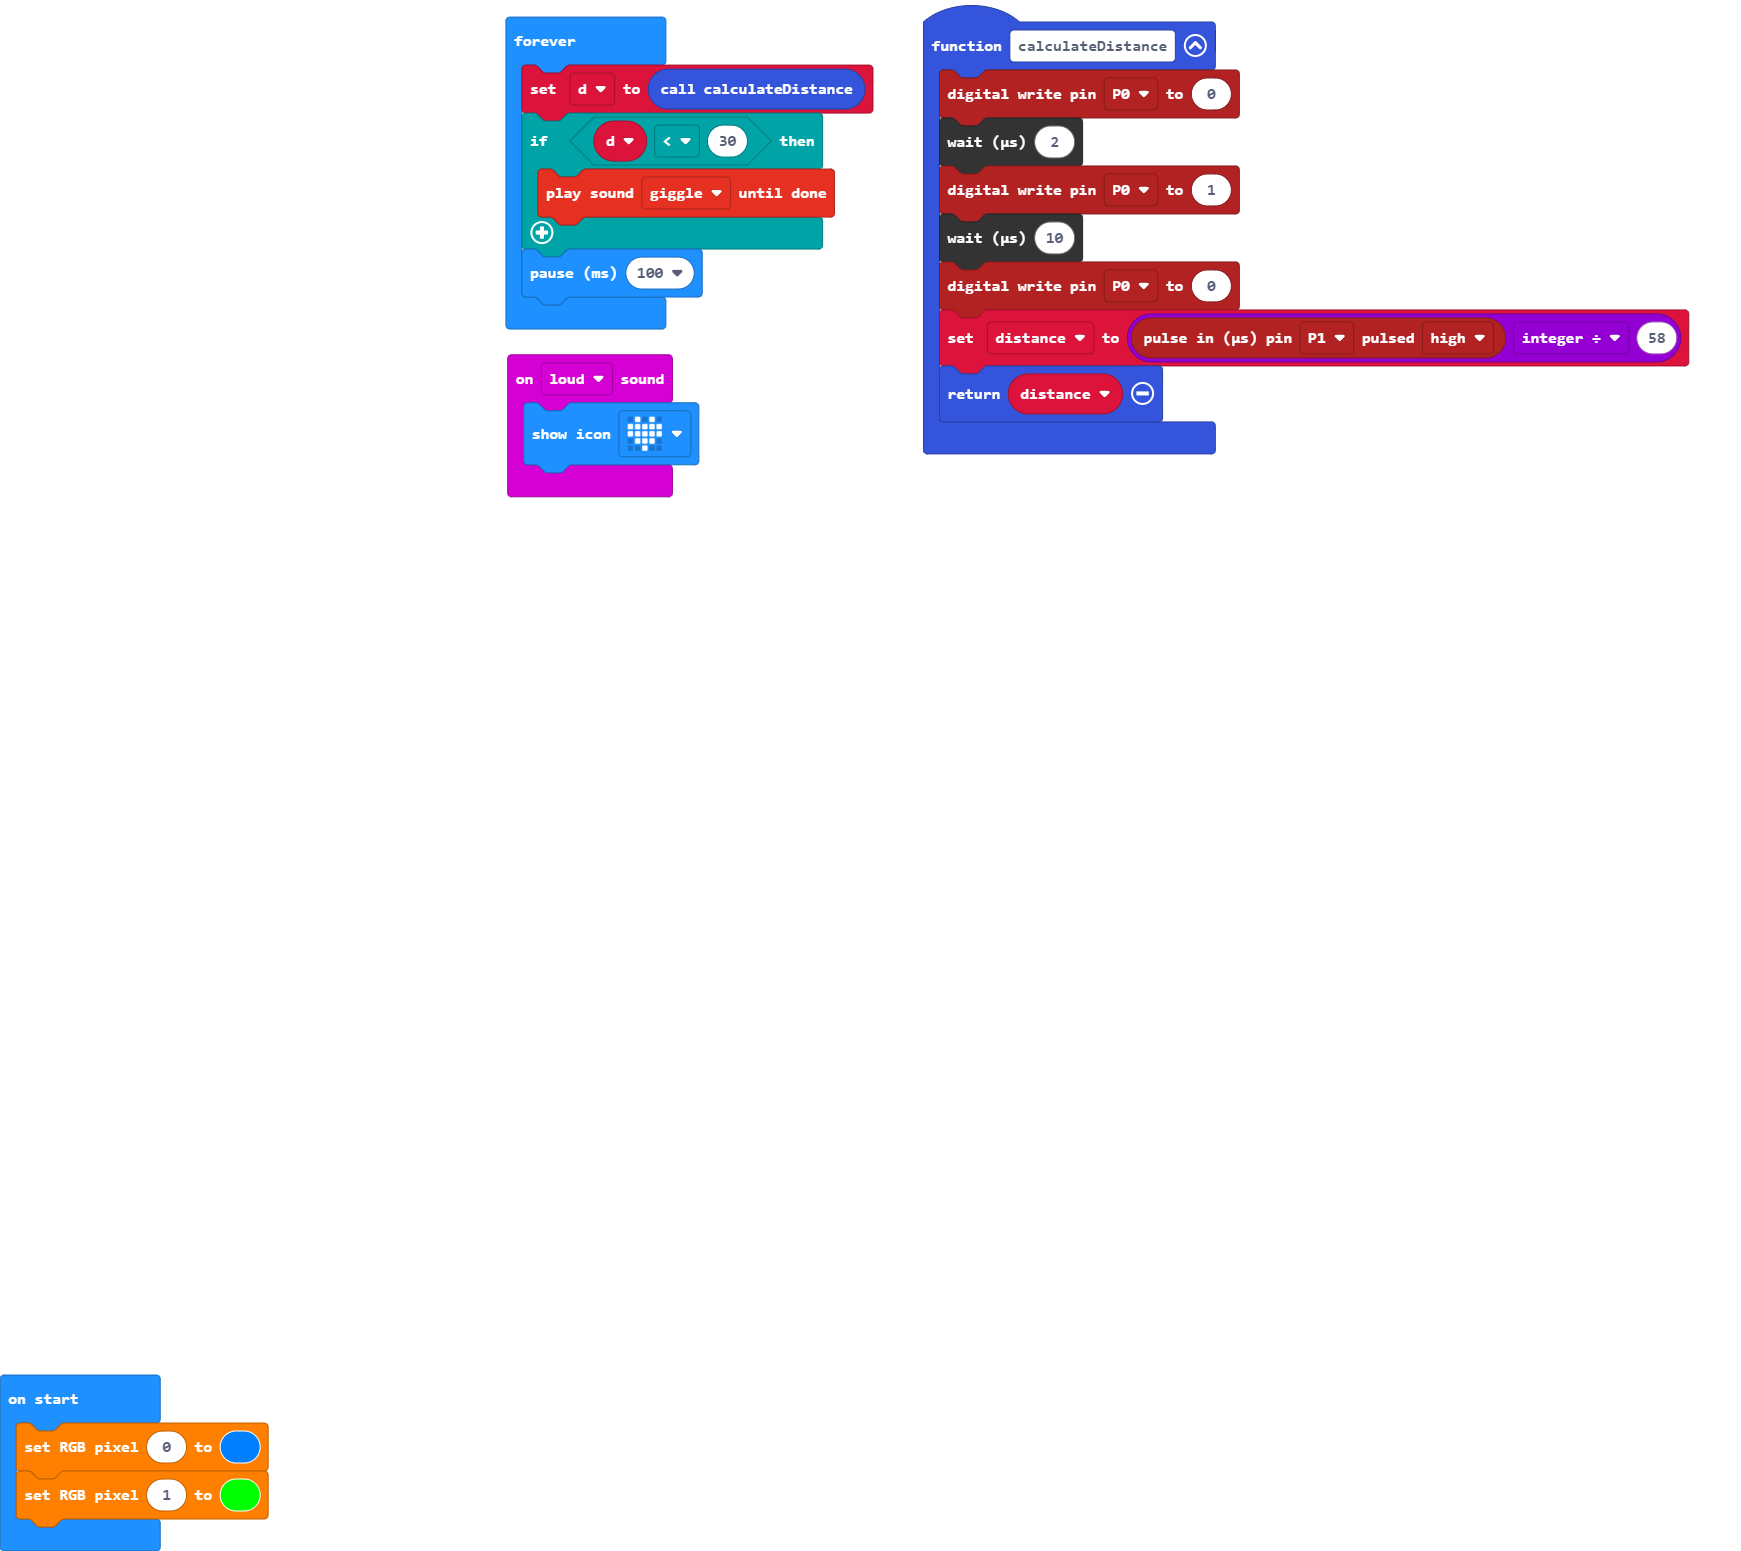 forever
set d to call calculateDistance
if d < 30 then
play sound giggle until done
pause (ms) 100
on loud sound
show icon
function calculateDistance
digital write pin P0 to 0
wait (µs) 2
digital write pin P0 to 1
wait (µs) 10
digital write pin P0 to 0
set distance to pulse in (µs) pin P1 pulsed high integer ÷ 58
return distance
on start
set RGB pixel 0 to
set RGB pixel 1 to